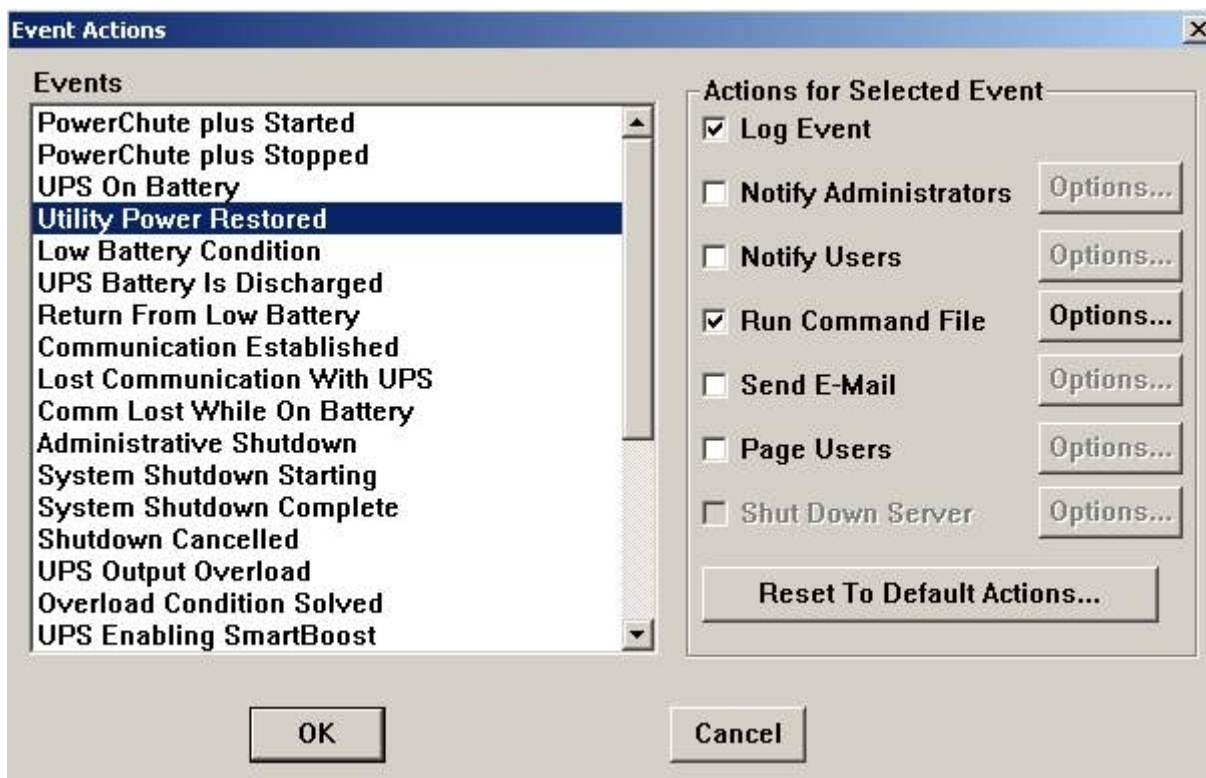 Event Actions
Events
PowerChute plus Started
PowerChute plus Stopped
UPS On Battery
Utility Power Restored
Low Battery Condition
UPS Battery Is Discharged
Return From Low Battery
Communication Established
Lost Communication With UPS
Comm Lost While On Battery
Administrative Shutdown
System Shutdown Starting
System Shutdown Complete
Shutdown Cancelled
UPS Output Overload
Overload Condition Solved
UPS Enabling SmartBoost
Actions for Selected Event
Log Event
Notify Administrators Options...
Notify Users Options...
Run Command File Options...
Send E-Mail Options...
Page Users Options...
Shut Down Server Options...
Reset To Default Actions...
OK Cancel